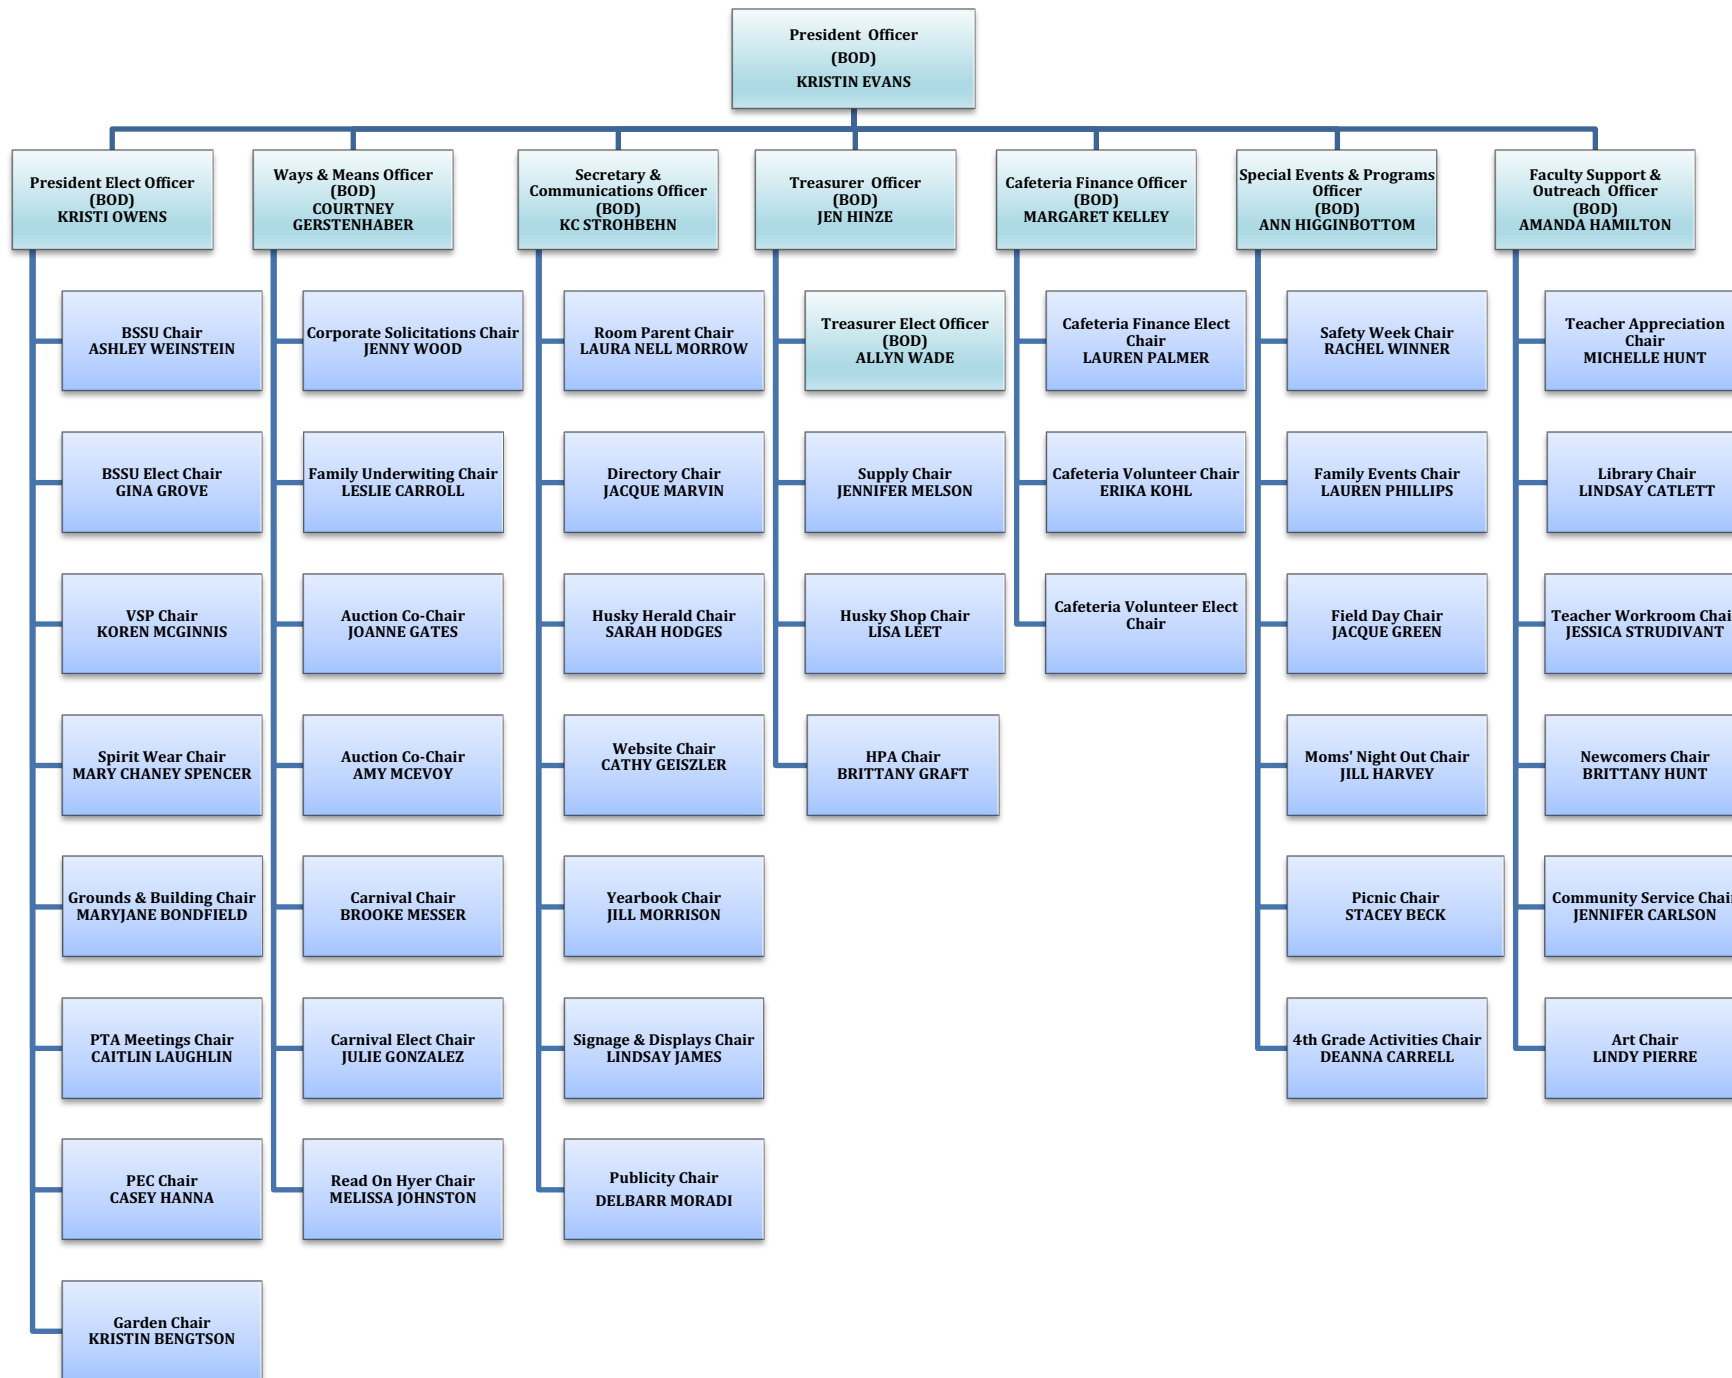 President Officer
(BOD)
KRISTIN EVANS
President Elect Officer
(BOD)
KRISTI OWENS
Ways & Means Officer
(BOD)
COURTNEY
GERSTENHABER
Secretary &
Communications Officer
(BOD)
KC STROHBEHN
Treasurer Officer
(BOD)
JEN HINZE
Cafeteria Finance Officer
(BOD)
MARGARET KELLEY
Special Events & Programs
Officer
(BOD)
ANN HIGGINBOTTOM
Faculty Support &
Outreach Officer
(BOD)
AMANDA HAMILTON
BSSU Chair
ASHLEY WEINSTEIN
Corporate Solicitations Chair
JENNY WOOD
Room Parent Chair
LAURA NELL MORROW
Treasurer Elect Officer
(BOD)
ALLYN WADE
Cafeteria Finance Elect
Chair
LAUREN PALMER
Safety Week Chair
RACHEL WINNER
Teacher Appreciation
Chair
MICHELLE HUNT
BSSU Elect Chair
GINA GROVE
Family Underwiting Chair
LESLIE CARROLL
Directory Chair
JACQUE MARVIN
Supply Chair
JENNIFER MELSON
Cafeteria Volunteer Chair
ERIKA KOHL
Family Events Chair
LAUREN PHILLIPS
Library Chair
LINDSAY CATLETT
VSP Chair
KOREN MCGINNIS
Auction Co-Chair
JOANNE GATES
Husky Herald Chair
SARAH HODGES
Husky Shop Chair
LISA LEET
Cafeteria Volunteer Elect
Chair
Field Day Chair
JACQUE GREEN
Teacher Workroom Chai
JESSICA STRUDIVANT
Spirit Wear Chair
MARY CHANEY SPENCER
Auction Co-Chair
AMY MCEVOY
Website Chair
CATHY GEISZLER
HPA Chair
BRITTANY GRAFT
Moms' Night Out Chair
JILL HARVEY
Newcomers Chair
BRITTANY HUNT
Grounds & Building Chair
MARYJANE BONDFIELD
Carnival Chair
BROOKE MESSER
Yearbook Chair
JILL MORRISON
Picnic Chair
STACEY BECK
Community Service Chai
JENNIFER CARLSON
PTA Meetings Chair
CAITLIN LAUGHLIN
Carnival Elect Chair
JULIE GONZALEZ
Signage & Displays Chair
LINDSAY JAMES
4th Grade Activities Chair
DEANNA CARRELL
Art Chair
LINDY PIERRE
PEC Chair
CASEY HANNA
Read On Hyer Chair
MELISSA JOHNSTON
Publicity Chair
DELBARR MORADI
Garden Chair
KRISTIN BENGTSON